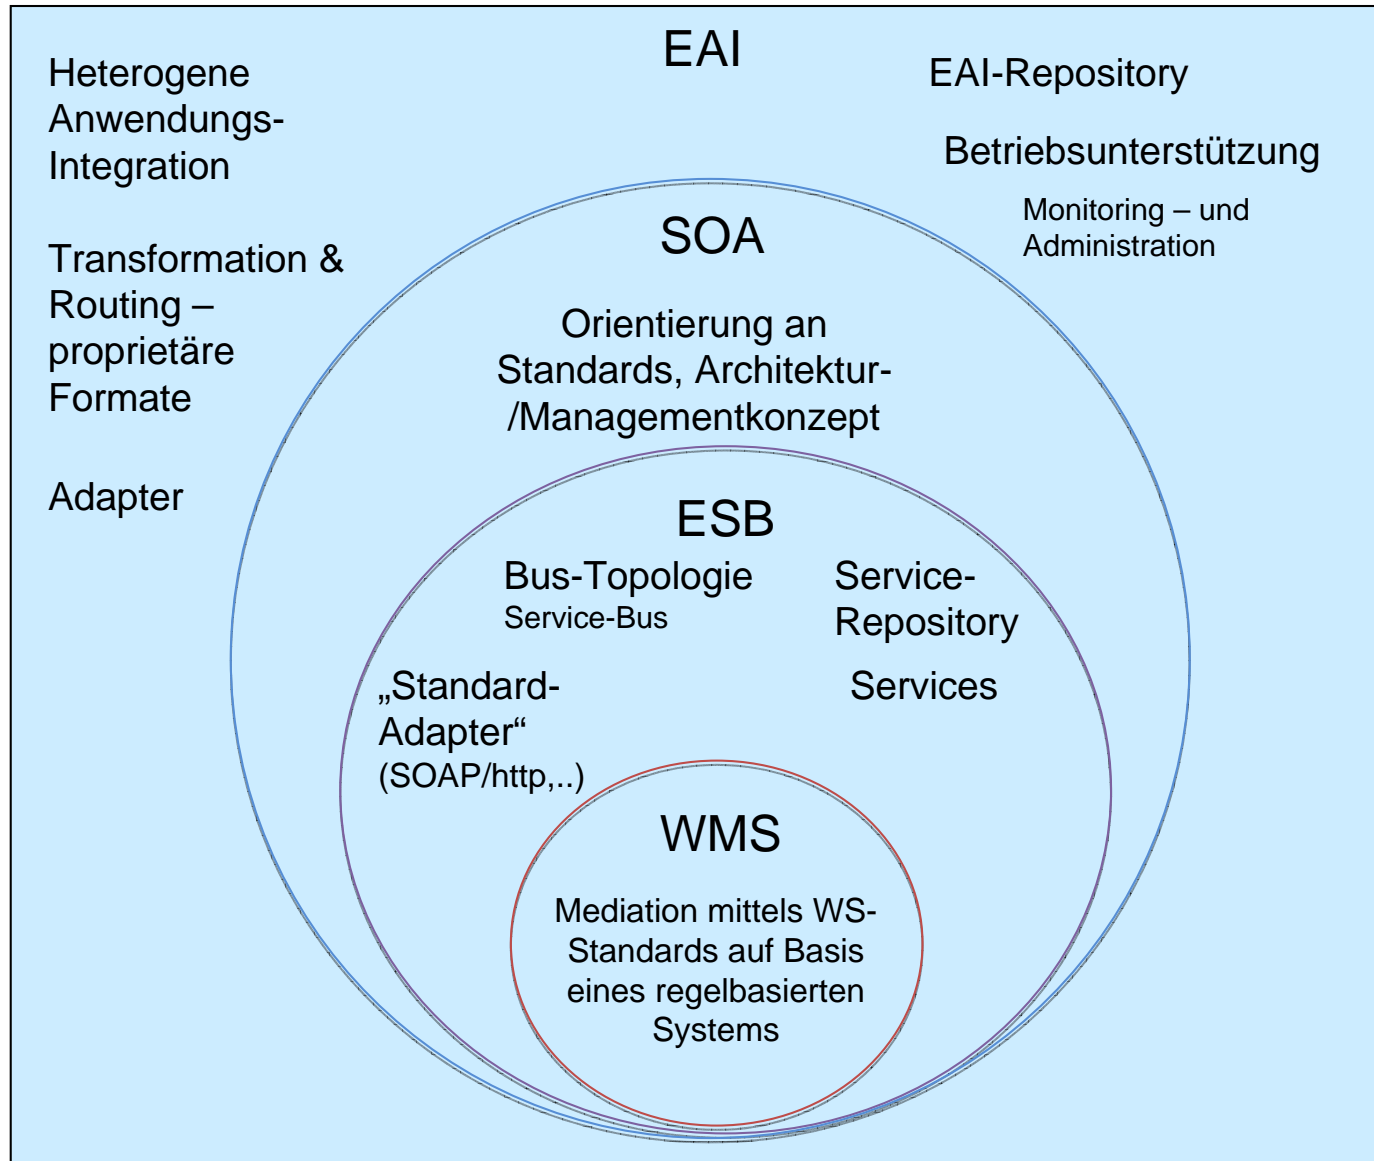 EAI
Heterogene
Anwendungs-
Integration
Transformation &
Routing –
proprietäre
Formate
Adapter
EAI-Repository
Betriebsunterstützung
Monitoring – und
Administration
SOA
Orientierung an
Standards, Architektur-
/Managementkonzept
ESB
Bus-Topologie
Service-Bus
Service-
Repository
Services
„Standard-
Adapter“
(SOAP/http,..)
WMS
Mediation mittels WS-
Standards auf Basis
eines regelbasierten
Systems